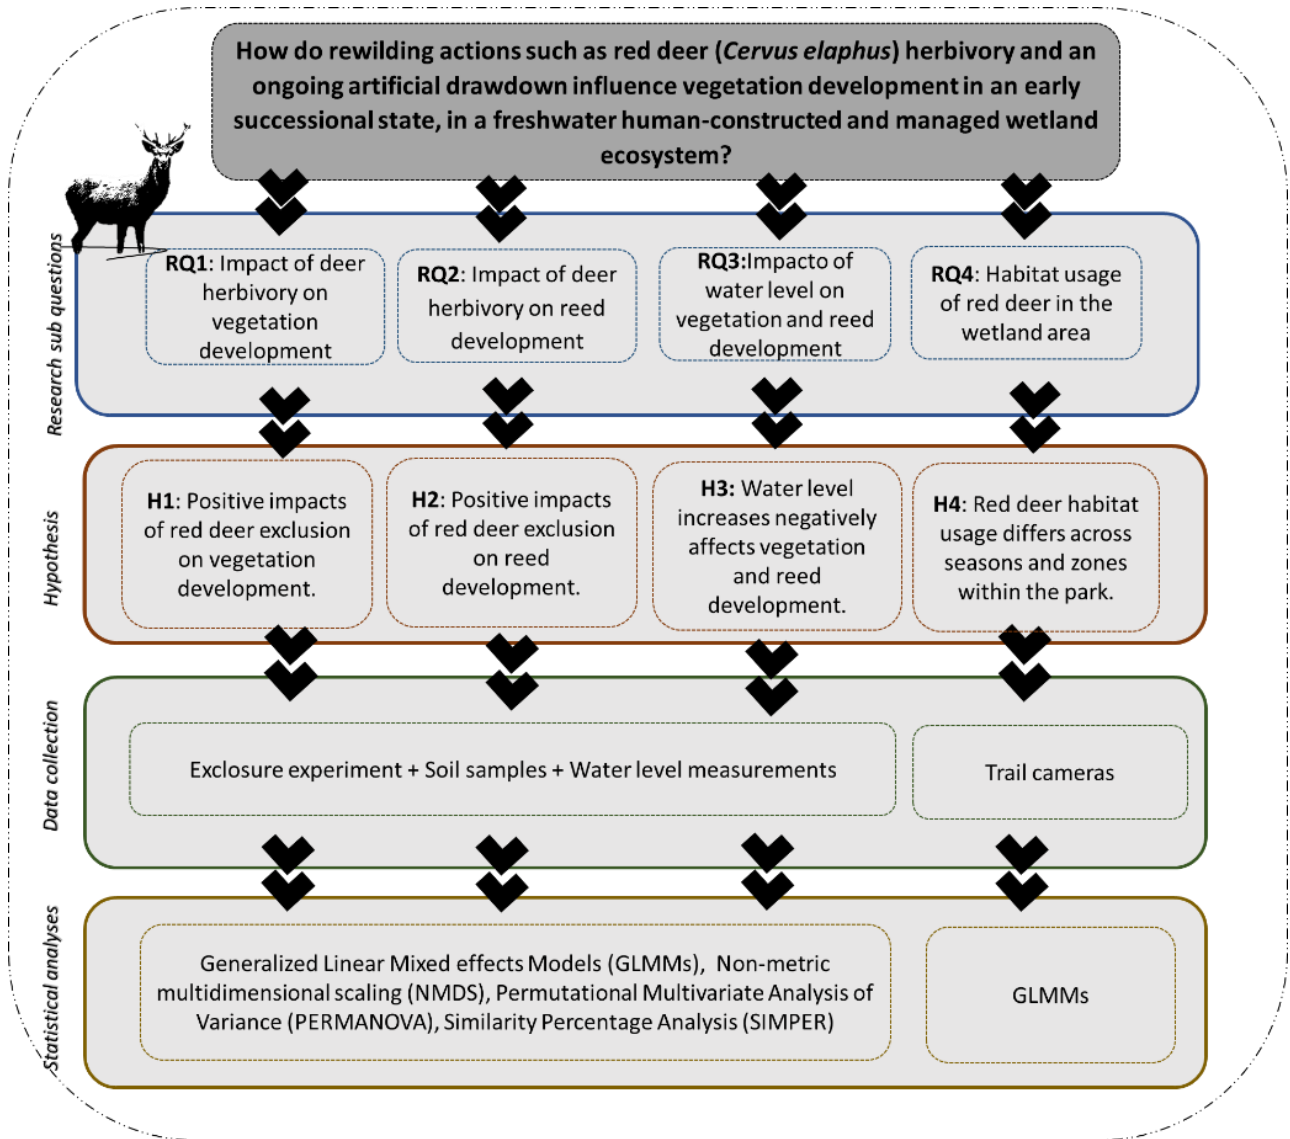 How do rewilding actions such as red deer (Cervus elaphus) herbivory and an
ongoing artificial drawdown influence vegetation development in an early
successional state, in a freshwater human-constructed and managed wetland
ecosystem?
Research sub questions
RQ1: Impact of deer
herbivory on
vegetation
development
RQ2: Impact of deer
herbivory on reed
development
RQ3:Impacto of
water level on
vegetation and reed
development
RQ4: Habitat usage
of red deer in the
wetland area
Hypothesis
H1: Positive impacts
of red deer exclusion
on vegetation
development.
H2: Positive impacts
of red deer exclusion
on reed
development.
H3: Water level
increases negatively
affects vegetation
and reed
development.
H4: Red deer habitat
usage differs across
seasons and zones
within the park.
Data collection
Exclosure experiment + Soil samples + Water level measurements
Trail cameras
Statistical analyses
Generalized Linear Mixed effects Models (GLMMs), Non-metric
multidimensional scaling (NMDS), Permutational Multivariate Analysis of
Variance (PERMANOVA), Similarity Percentage Analysis (SIMPER)
GLMMs